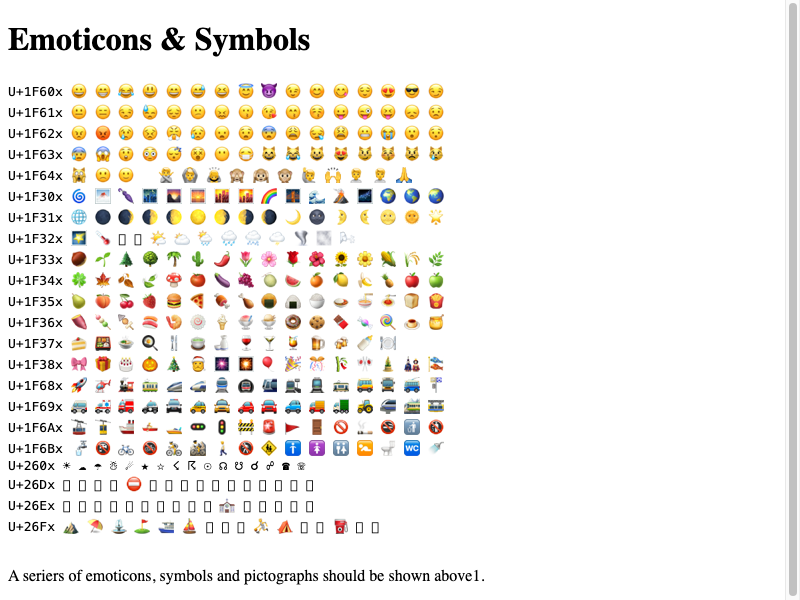 Emoticons & Symbols
U+1F60x
U+1F61x
U+1F62x
U+1F63x
U+1F64x
U+1F30x
U+1F31x
U+1F32x
U+1F33x
U+1F34x
U+1F35x
U+1F36x
U+1F37x
U+1F38x
U+1F68x
U+1F69x
U+1F6Ax
U+1F6Bx
U+260x
U+26Dx
U+26Ex
U+26Fx
A seriers of emoticons, symbols and pictographs should be shown above1.